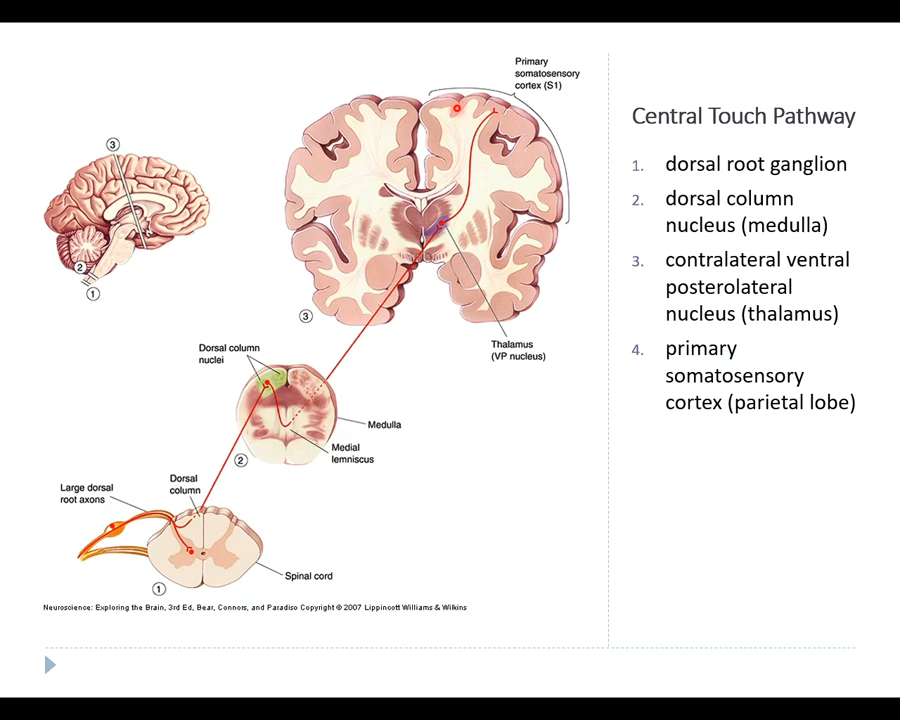 Primary
somatosensory
cortex (S1)
3
2
1
3
Thalamus
(VP nucleus)
Dorsal column
nuclei
Medulla
Medial
lemniscus
2
Dorsal
column
Large dorsal
root axons
Spinal cord
1
Neuroscience: Exploring the Brain, 3rd Ed, Bear, Connors, and Paradiso Copyright © 2007 Lippincott Williams & Wilkins
Central Touch Pathway
1. dorsal root ganglion
2. dorsal column
nucleus (medulla)
3. contralateral ventral
posterolateral
nucleus (thalamus)
4. primary
somatosensory
cortex (parietal lobe)